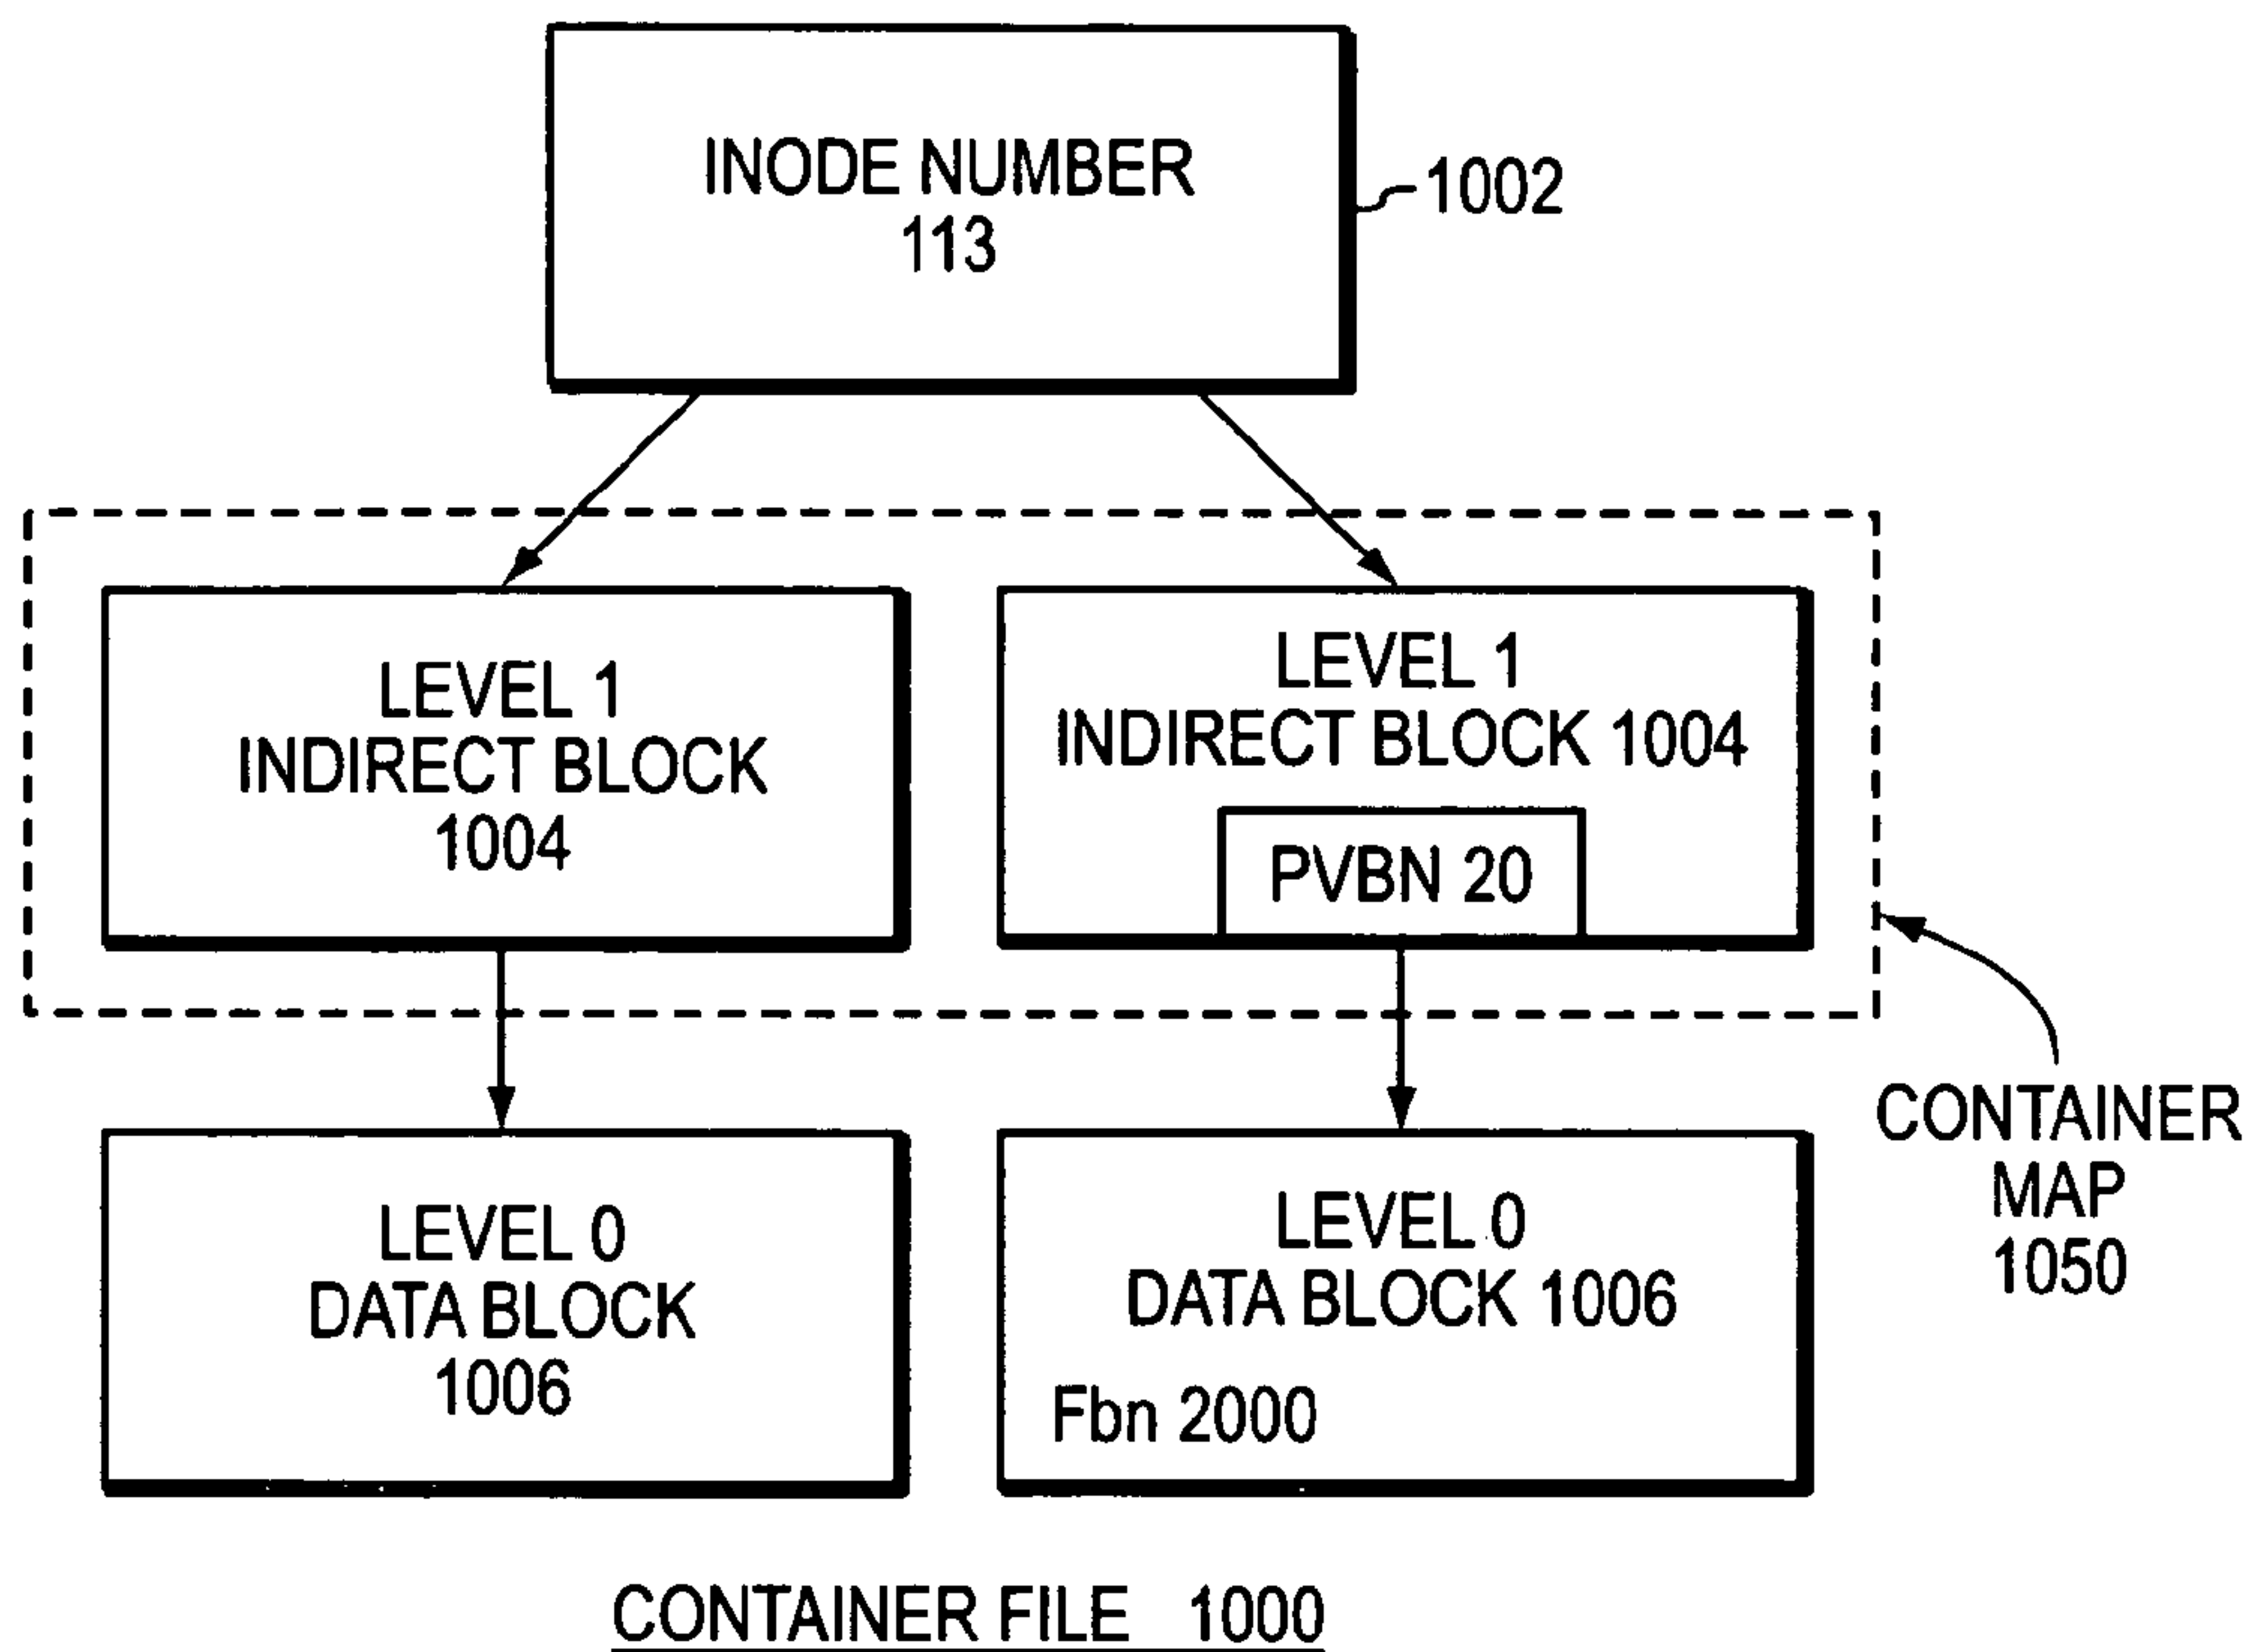 INODE NUMBER
113
1002
LEVEL 1
INDIRECT BLOCK
1004
LEVEL 1
INDIRECT BLOCK 1004
PVBN 20
CONTAINER
MAP
1050
LEVEL 0
DATA BLOCK
1006
LEVEL 0
DATA BLOCK 1006
Fbn 2000
CONTAINER FILE 1000